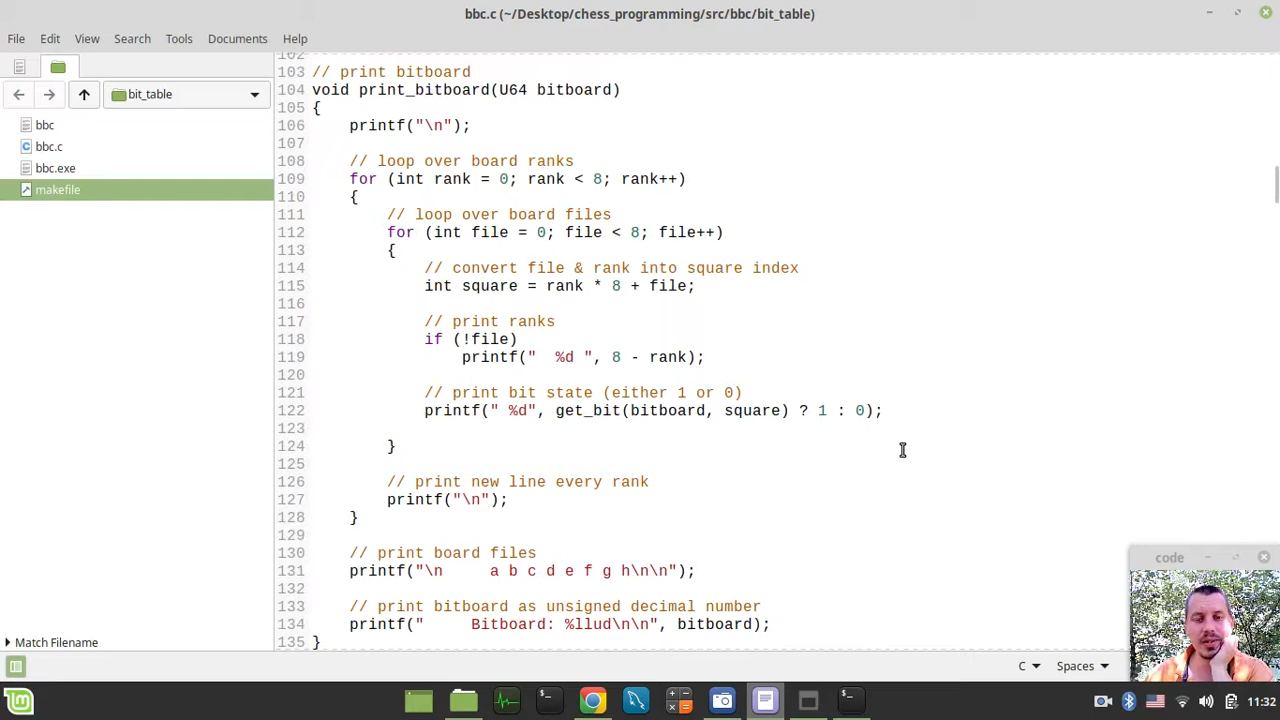 bbc.c (~/Desktop/chess_programming/src/bbc/bit_table)
File Edit View Search Tools Documents Help
bit_table
bbc
bbc.c
bbc.exe
makefile
Match Filename
102
103 // print bitboard
104 void print_bitboard(U64 bitboard)
105 {
106     printf("\n");
107
108     // loop over board ranks
109     for (int rank = 0; rank < 8; rank++)
110     {
111         // loop over board files
112         for (int file = 0; file < 8; file++)
113         {
114             // convert file & rank into square index
115             int square = rank * 8 + file;
116
117             // print ranks
118             if (!file)
119                 printf("  %d ", 8 - rank);
120
121             // print bit state (either 1 or 0)
122             printf(" %d", get_bit(bitboard, square) ? 1 : 0);
123
124         }
125
126         // print new line every rank
127         printf("\n");
128     }
129
130     // print board files
131     printf("\n     a b c d e f g h\n\n");
132
133     // print bitboard as unsigned decimal number
134     printf("     Bitboard: %llud\n\n", bitboard);
135 }
code
C Spaces
11:32